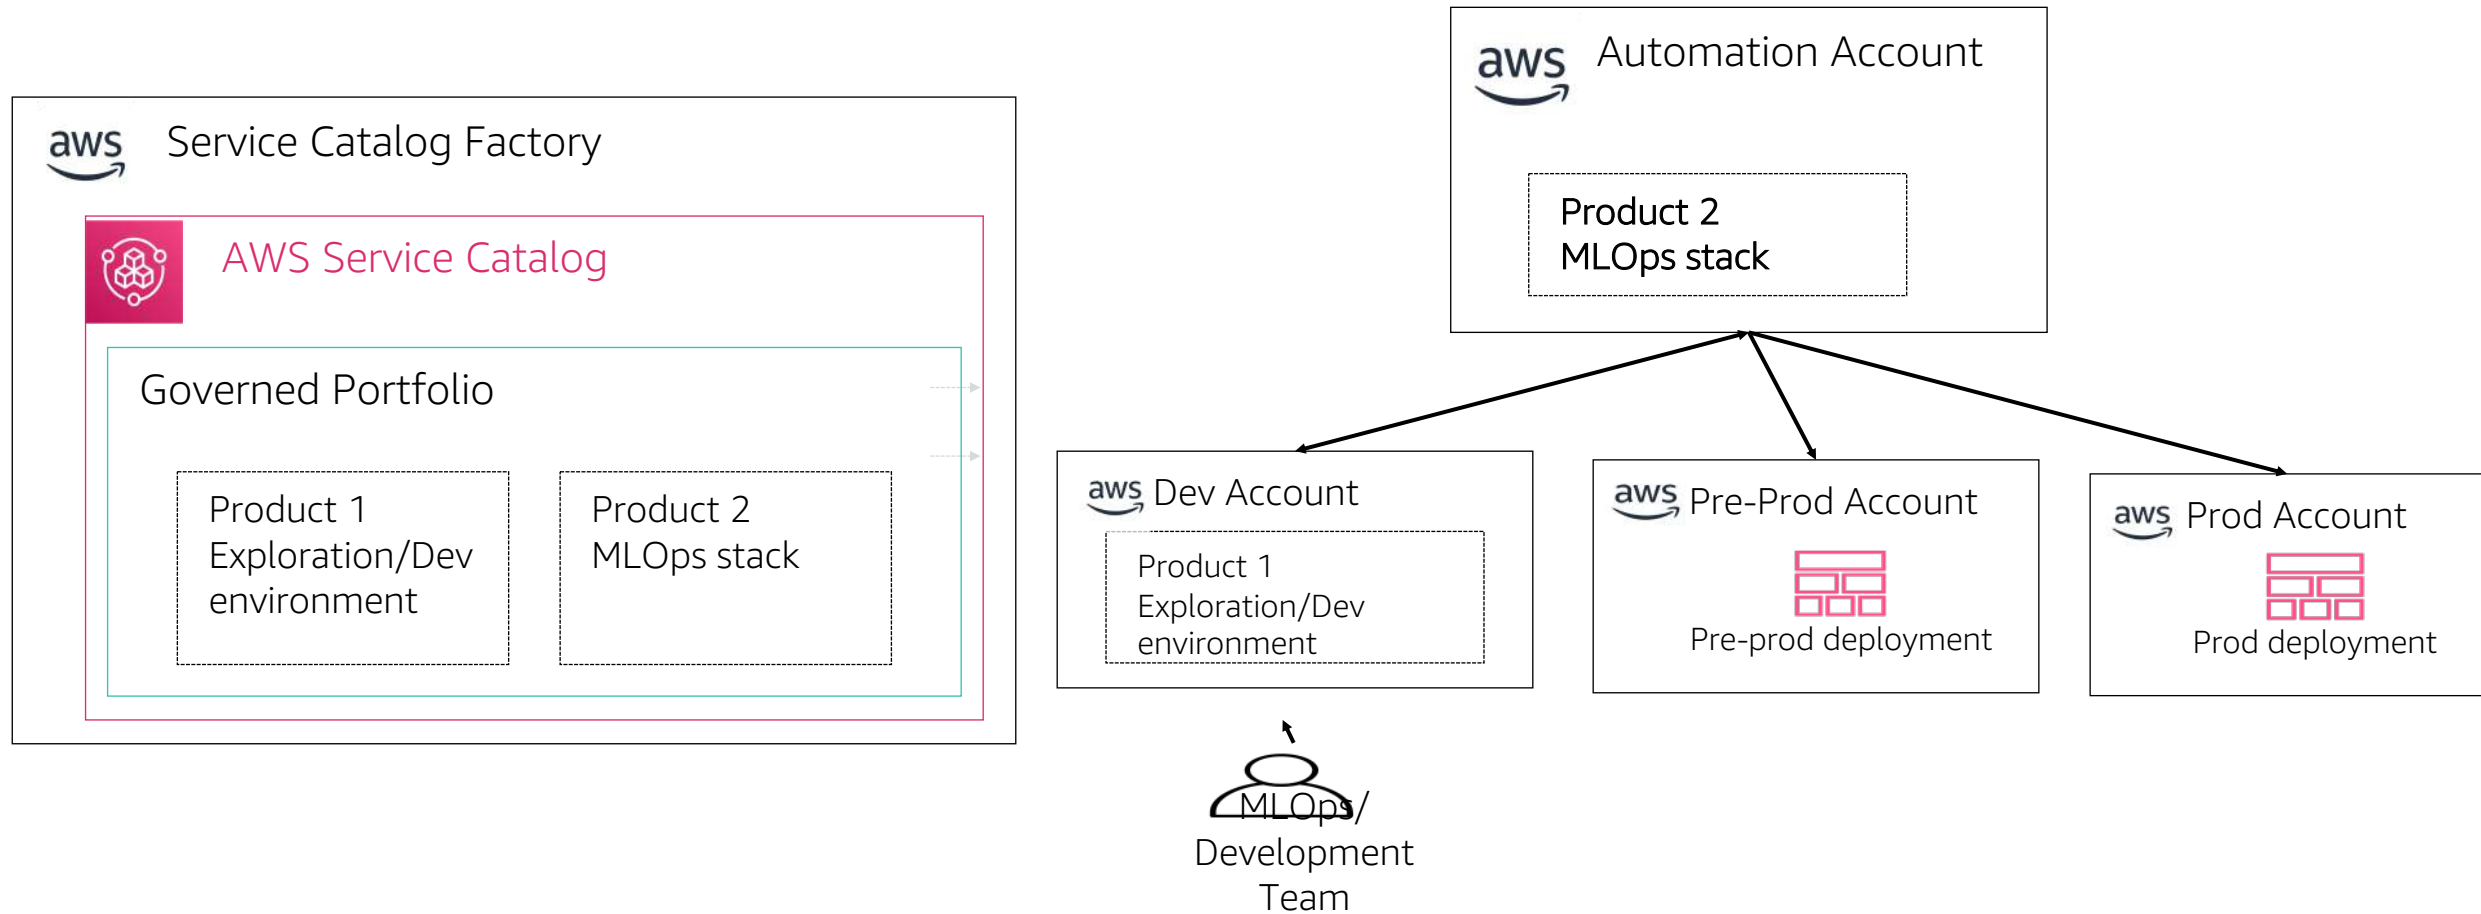 aws Service Catalog Factory
AWS Service Catalog
Governed Portfolio
Product 1
Exploration/Dev
environment
Product 2
MLOps stack
aws Automation Account
Product 2
MLOps stack
aws Dev Account
Product 1
Exploration/Dev
environment
aws Pre-Prod Account
Pre-prod deployment
aws Prod Account
Prod deployment
MLOps/
Development
Team